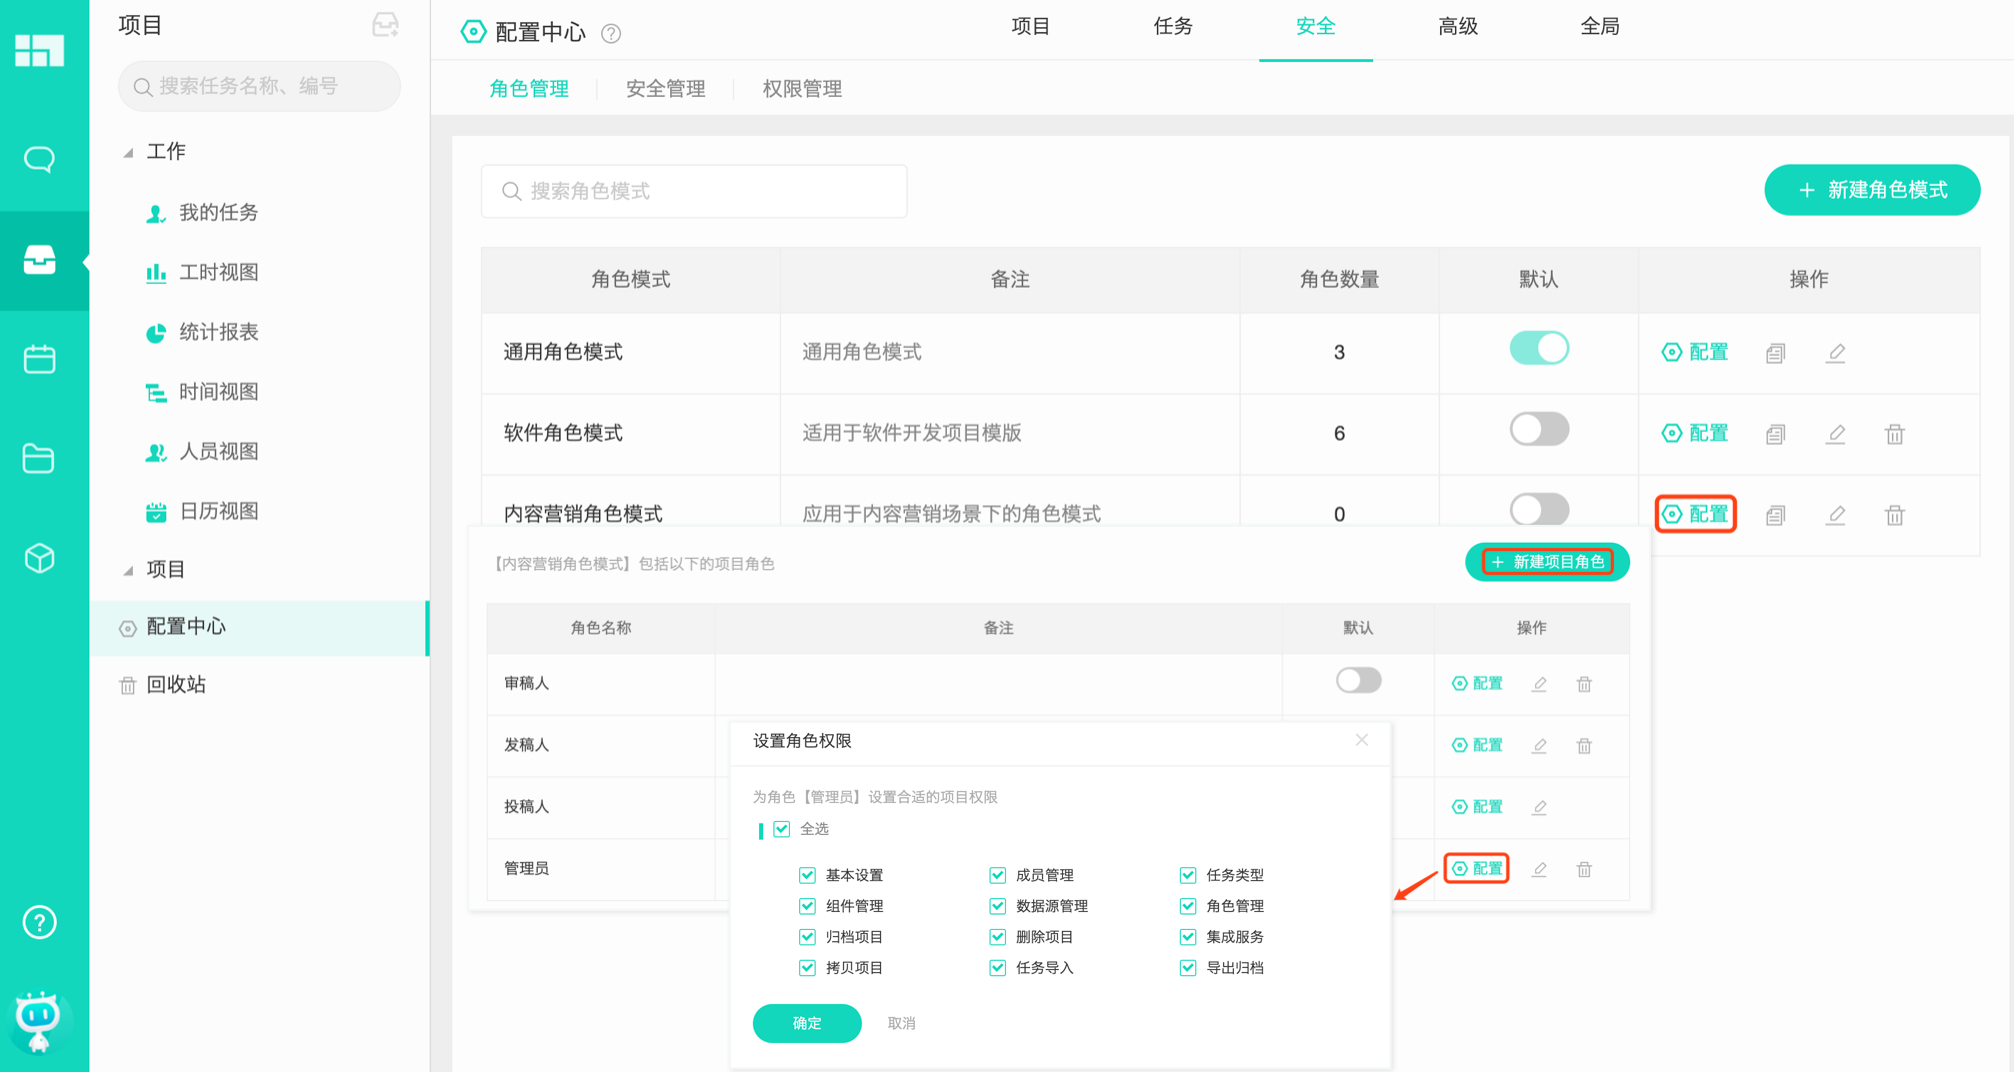 项目
搜索任务名称、编号
工作
我的任务
工时视图
统计报表
时间视图
人员视图
日历视图
项目
配置中心
回收站
配置中心
项目 任务 安全 高级 全局
角色管理 安全管理 权限管理
搜索角色模式
+ 新建角色模式
角色模式 备注 角色数量 默认 操作
通用角色模式 通用角色模式 3 配置
软件角色模式 适用于软件开发项目模版 6 配置
内容营销角色模式 应用于内容营销场景下的角色模式 0 配置
【内容营销角色模式】包括以下的项目角色
+ 新建项目角色
角色名称 备注 默认 操作
审稿人 配置
发稿人 配置
投稿人 配置
管理员 配置
设置角色权限
为角色【管理员】设置合适的项目权限
全选
基本设置 成员管理 任务类型
组件管理 数据源管理 角色管理
归档项目 删除项目 集成服务
拷贝项目 任务导入 导出归档
确定 取消